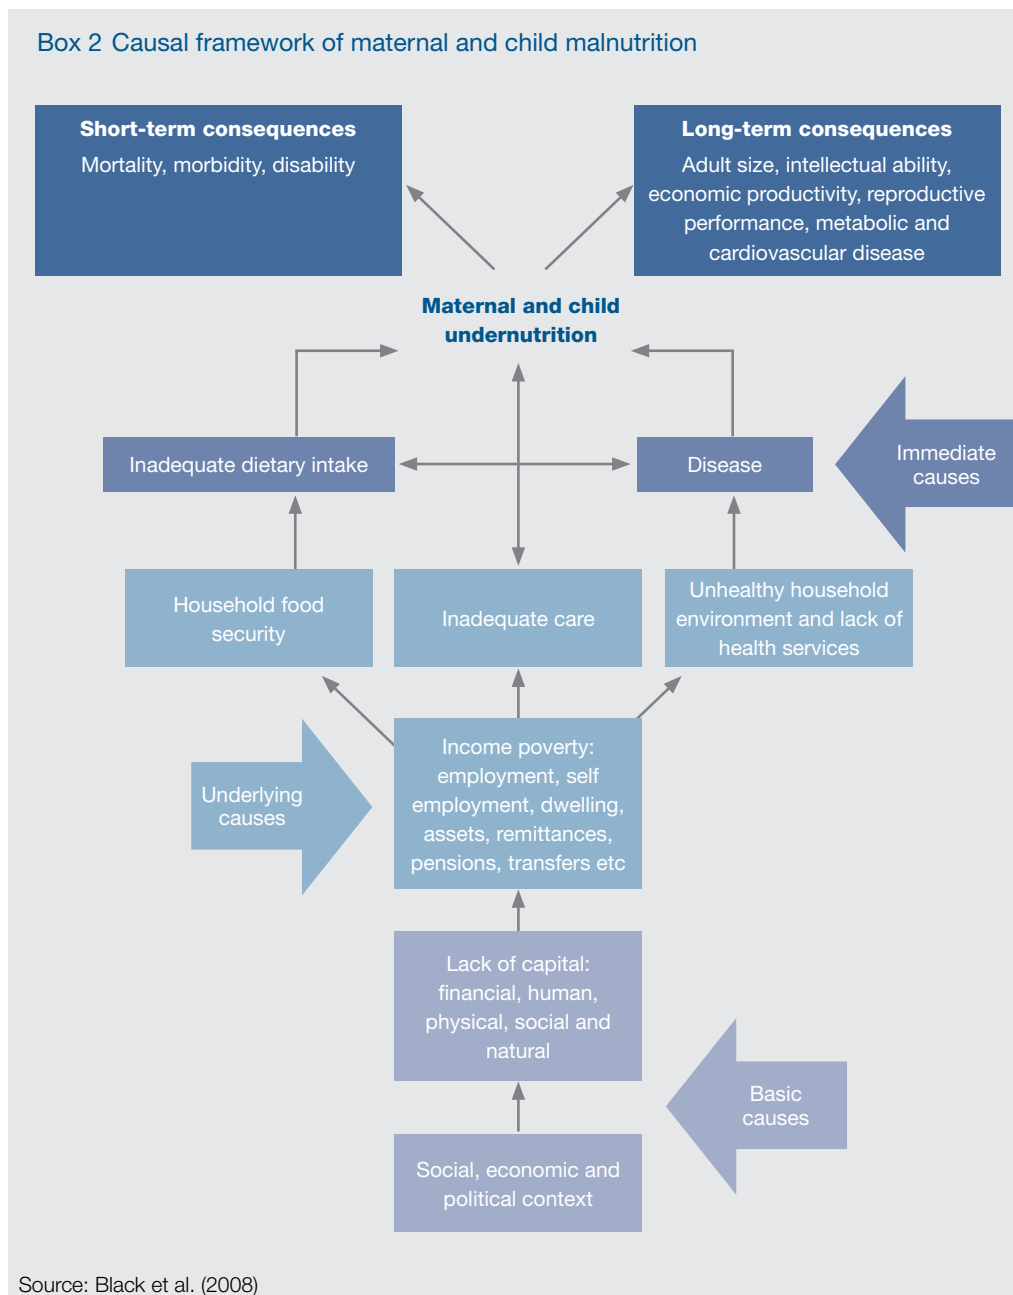 Box 2 Causal framework of maternal and child malnutrition
Short-term consequences
Mortality, morbidity, disability
Long-term consequences
Adult size, intellectual ability,
economic productivity, reproductive
performance, metabolic and
cardiovascular disease
Maternal and child
undernutrition
Inadequate dietary intake
Disease
Immediate
causes
Household food
security
Inadequate care
Unhealthy household
environment and lack of
health services
Underlying
causes
Income poverty:
employment, self
employment, dwelling,
assets, remittances,
pensions, transfers etc
Lack of capital:
financial, human,
physical, social and
natural
Basic
causes
Social, economic and
political context
Source: Black et al. (2008)